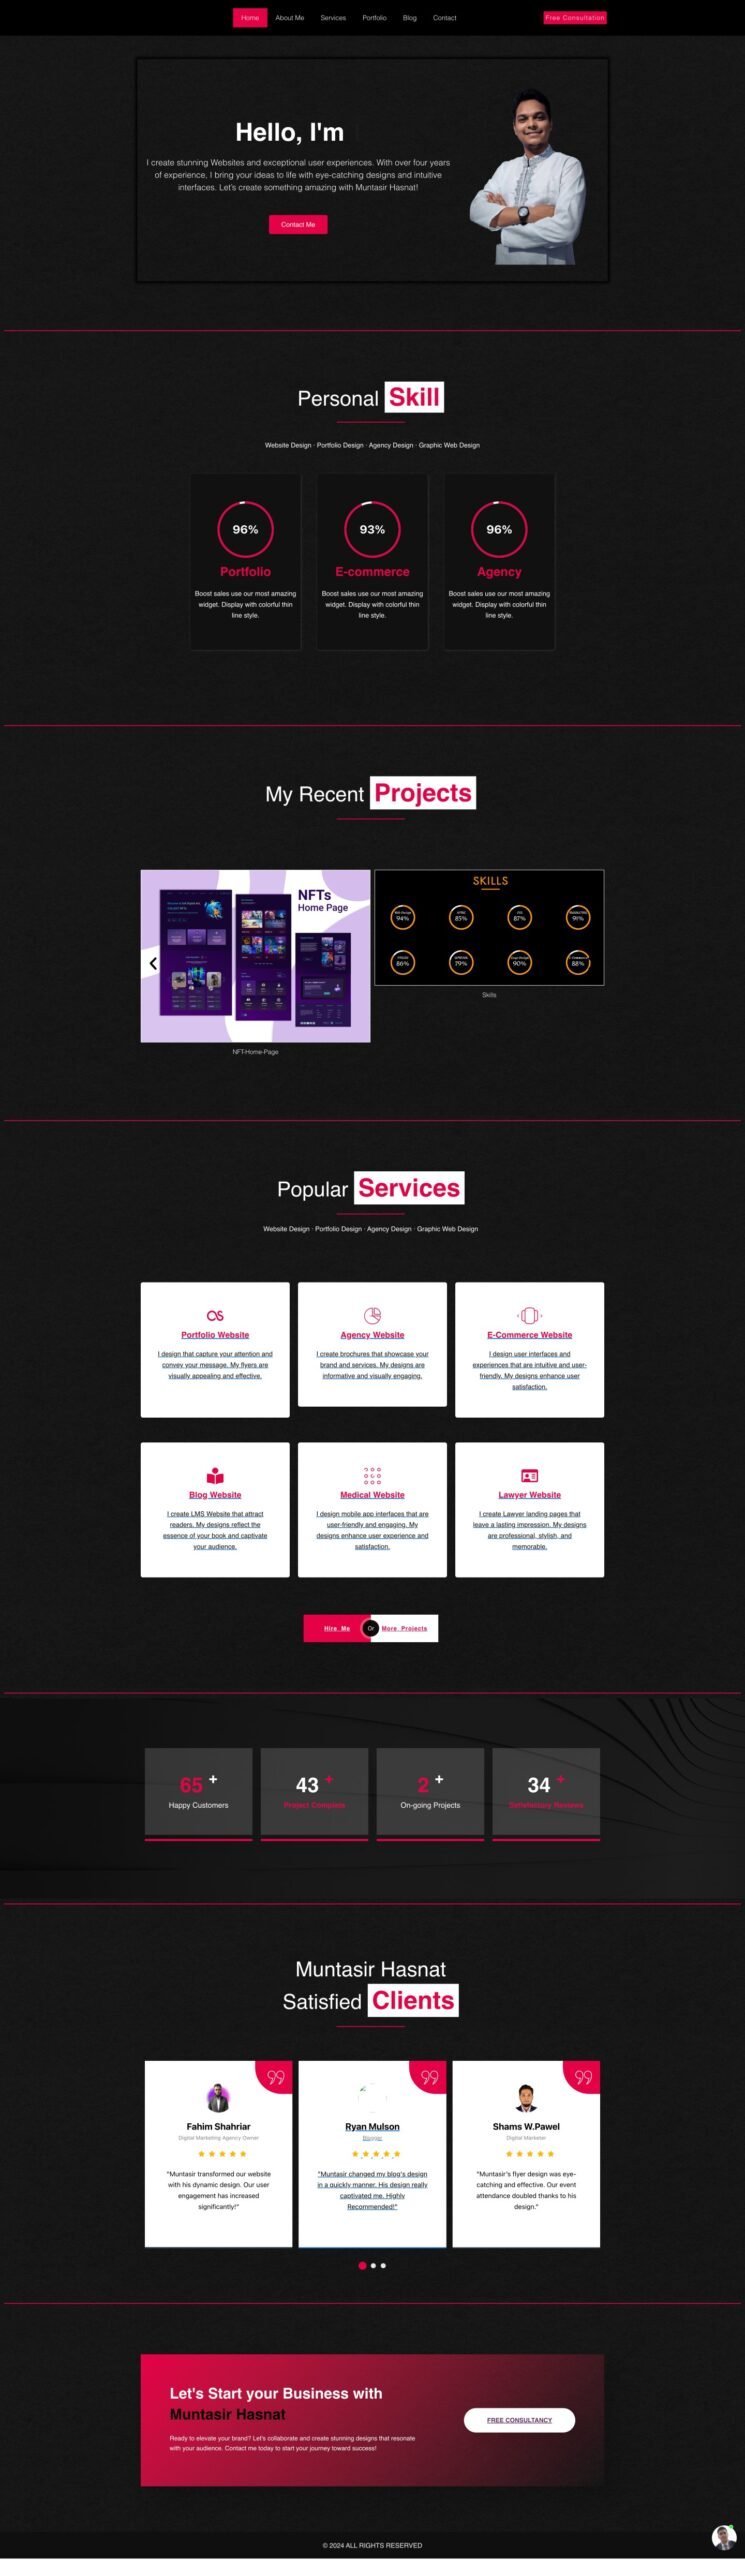 Home About Me Services Portfolio Blog Contact Free Consultation
Hello, I'm
I create stunning Websites and exceptional user experiences. With over four years
of experience, I bring your ideas to life with eye-catching designs and intuitive
interfaces. Let's create something amazing with Muntasir Hasnat!
Contact Me
Personal Skill
Website Design · Portfolio Design · Agency Design · Graphic Web Design
96%
Portfolio
Boost sales use our most amazing
widget. Display with colorful thin
line style.
93%
E-commerce
Boost sales use our most amazing
widget. Display with colorful thin
line style.
96%
Agency
Boost sales use our most amazing
widget. Display with colorful thin
line style.
My Recent Projects
NFTs
Home Page
NFT-Home-Page
SKILLS
94% 85% 87% 91%
86% 79% 90% 88%
Skills
Popular Services
Website Design · Portfolio Design · Agency Design · Graphic Web Design
Portfolio Website
I design that capture your attention and
convey your message. My flyers are
visually appealing and effective.
Agency Website
I create brochures that showcase your
brand and services. My designs are
informative and visually engaging.
E-Commerce Website
I design user interfaces and
experiences that are intuitive and user-
friendly. My designs enhance user
satisfaction.
Blog Website
I create LMS Website that attract
readers. My designs reflect the
essence of your book and captivate
your audience.
Medical Website
I design mobile app interfaces that are
user-friendly and engaging. My
designs enhance user experience and
satisfaction.
Lawyer Website
I create Lawyer landing pages that
leave a lasting impression. My designs
are professional, stylish, and
memorable.
Hire Me Or More Projects
65 +
Happy Customers
43 +
Project Complete
2 +
On-going Projects
34 +
Satisfactory Reviews
Muntasir Hasnat
Satisfied Clients
Fahim Shahriar
Digital Marketing Agency Owner
"Muntasir transformed our website
with his dynamic design. Our user
engagement has increased
significantly!"
Ryan Mulson
Blogger
"Muntasir changed my blog's design
in a quickly manner. His design really
captivated me. Highly
Recommended!"
Shams W.Pawel
Digital Marketer
"Muntasir's flyer design was eye-
catching and effective. Our event
attendance doubled thanks to his
design."
Let's Start your Business with
Muntasir Hasnat
Ready to elevate your brand? Let's collaborate and create stunning designs that resonate
with your audience. Contact me today to start your journey toward success!
FREE CONSULTANCY
© 2024 ALL RIGHTS RESERVED